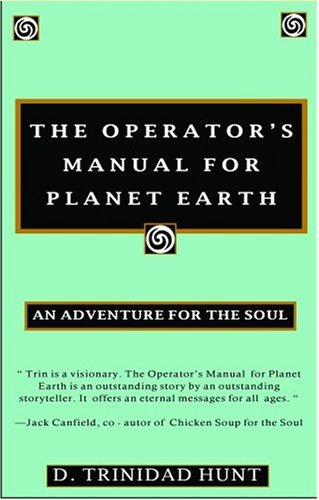 THE OPERATOR'S
MANUAL FOR
PLANET EARTH
AN ADVENTURE FOR THE SOUL
" Trin is a visionary. The Operator's Manual for Planet
Earth is an outstanding story by an outstanding
storyteller. It offers an eternal messages for all ages. "
—Jack Canfield, co - autor of Chicken Soup for the Soul
D. TRINIDAD HUNT